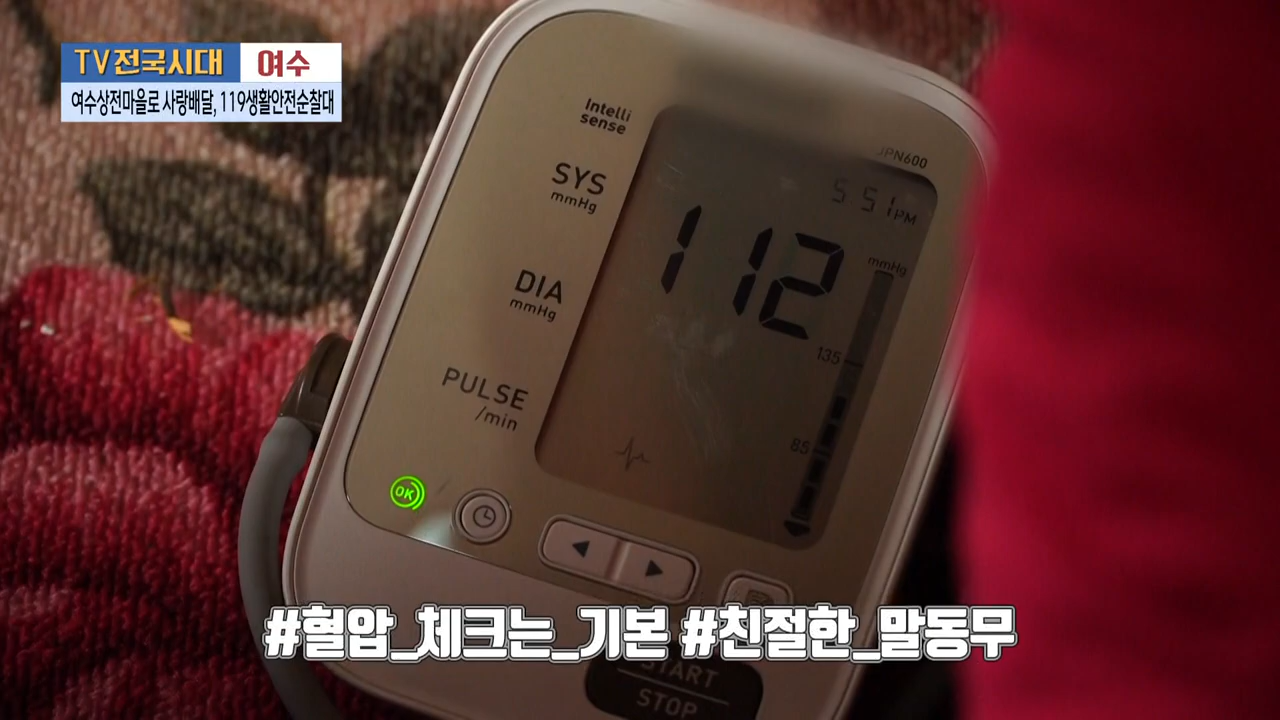 TV전국시대 여수
여수상전마을로 사랑배달, 119생활안전순찰대
Intelli
sense
JPN600
SYS
mmHg
5 51PM
112
mmHg
DIA
mmHg
135
PULSE
/min
85
OK
#혈압_체크는_기본 #친절한_말동무
START
STOP